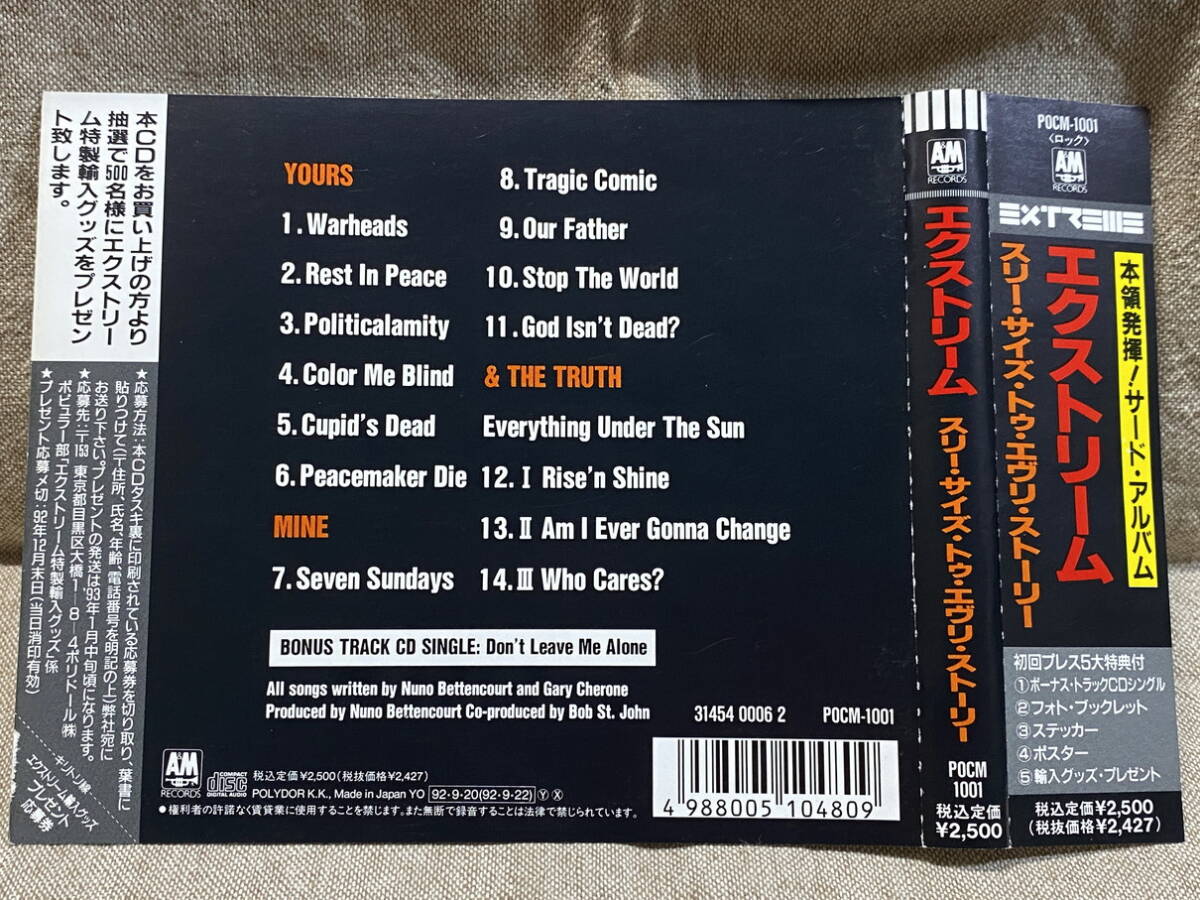 本CDをお買い上げの方より
抽選で500名様にエクストリー
ム特製輸入グッズをプレゼン
ト致します。
★応募方法:本CDタスキ裏に印刷されている応募券を切り取り、葉書に
貼りつけて(〒住所、氏名、年齢、電話番号を明記の上)弊社宛に
お送り下さい。プレゼントの発送は'93年1月中旬頃になります。
★応募先:〒153 東京都目黒区大橋1-8-4ポリドール㈱
ポピュラー部「エクストリーム特製輸入グッズ」係
★プレゼント応募〆切:92年12月末日(当日消印有効)
キリトリ線
エクストリーム輸入グッズ
プレゼント
応募券
YOURS
1.Warheads
2.Rest In Peace
3.Politicalamity
4.Color Me Blind
5.Cupid's Dead
6.Peacemaker Die
MINE
7.Seven Sundays
8.Tragic Comic
9.Our Father
10.Stop The World
11.God Isn't Dead?
& THE TRUTH
Everything Under The Sun
12.Ⅰ Rise'n Shine
13.Ⅱ Am I Ever Gonna Change
14.Ⅲ Who Cares?
BONUS TRACK CD SINGLE: Don't Leave Me Alone
All songs written by Nuno Bettencourt and Gary Cherone
Produced by Nuno Bettencourt Co-produced by Bob St. John
31454 0006 2 POCM-1001
A&M
RECORDS
COMPACT
disc
DIGITAL AUDIO
税込定価¥2,500(税抜価格¥2,427)
POLYDOR K.K., Made in Japan YO 92・9・20(92・9・22) Ⓨ Ⓧ
●権利者の許諾なく賃貸業に使用することを禁じます。また無断で録音することは法律で禁じられています。
4 988005 104809
A&M
RECORDS
エクストリーム
スリー・サイズ・トゥ・エヴリ・ストーリー
POCM
1001
税込定価
¥2,500
POCM-1001
〈ロック〉
A&M
RECORDS
EXTREME
本領発揮!サード・アルバム
エクストリーム
スリー・サイズ・トゥ・エヴリ・ストーリー
初回プレス5大特典付
①ボーナス・トラックCDシングル
②フォト・ブックレット
③ステッカー
④ポスター
⑤輸入グッズ・プレゼント
税込定価¥2,500
(税抜価格¥2,427)